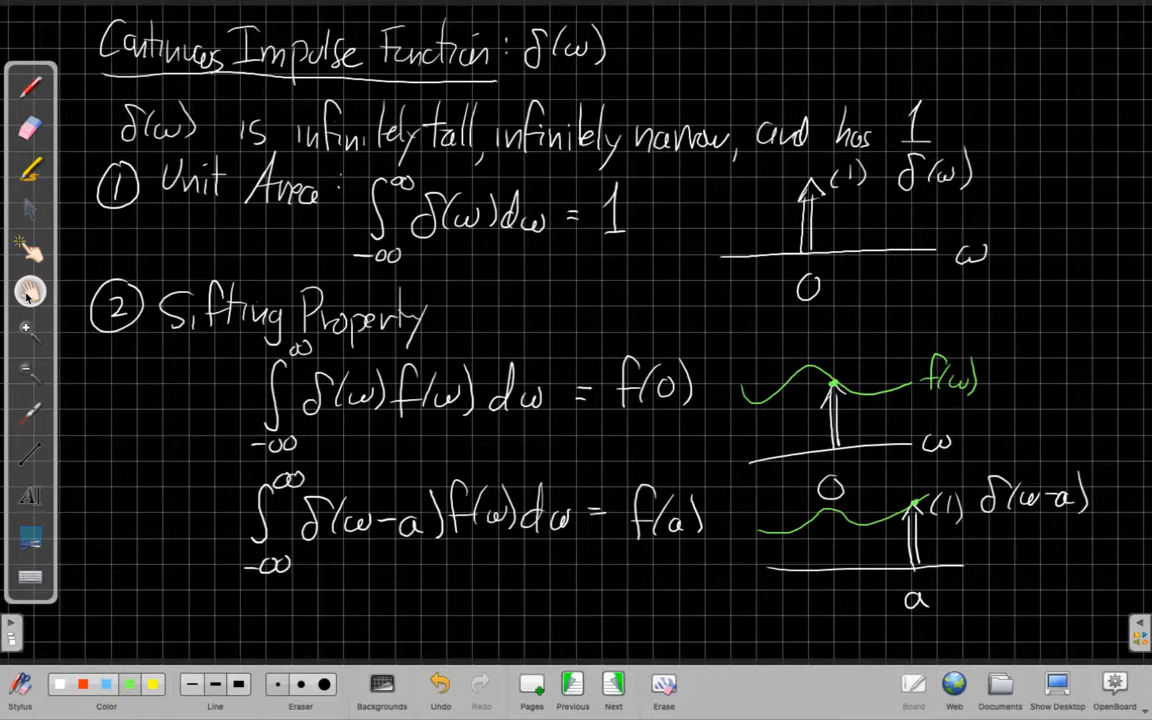 Continuous Impulse Function: δ(ω)
δ(ω) is infinitely tall, infinitely narrow, and has
① Unit Area: ∫_{-∞}^{∞} δ(ω)dω = 1
1
(1) δ(ω)
ω
0
② Sifting Property
∫_{-∞}^{∞} δ(ω)f(ω)dω = f(0)
f(ω)
ω
0
∫_{-∞}^{∞} δ(ω-a)f(ω)dω = f(a)
(1) δ(ω-a)
a
Stylus Color Line Eraser Backgrounds Undo Redo Pages Previous Next Erase Board Web Documents Show Desktop OpenBoard